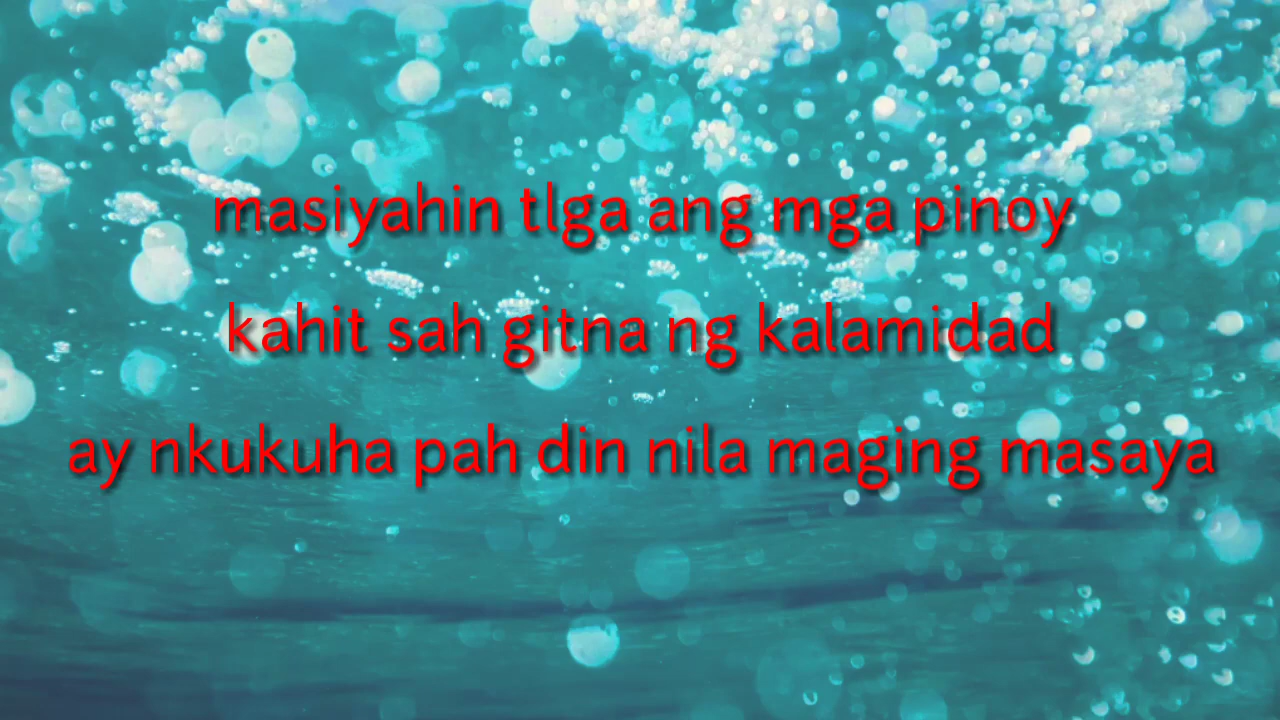 masiyahin tlga ang mga pinoy
kahit sah gitna ng kalamidad
ay nkukuha pah din nila maging masaya